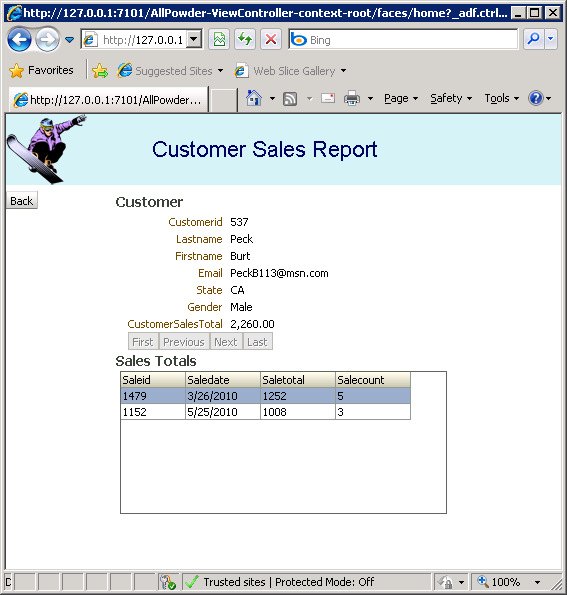 http://127.0.0.1:7101/AllPowder-ViewController-context-root/faces/home?_adf.ctrl...
http://127.0.0.1
Bing
Favorites Suggested Sites Web Slice Gallery
http://127.0.0.1:7101/AllPowder... Page Safety Tools
Customer Sales Report
Back
Customer
Customerid 537
Lastname Peck
Firstname Burt
Email PeckB113@msn.com
State CA
Gender Male
CustomerSalesTotal 2,260.00
First Previous Next Last
Sales Totals
Saleid Saledate Saletotal Salecount
1479 3/26/2010 1252 5
1152 5/25/2010 1008 3
Trusted sites | Protected Mode: Off 100%